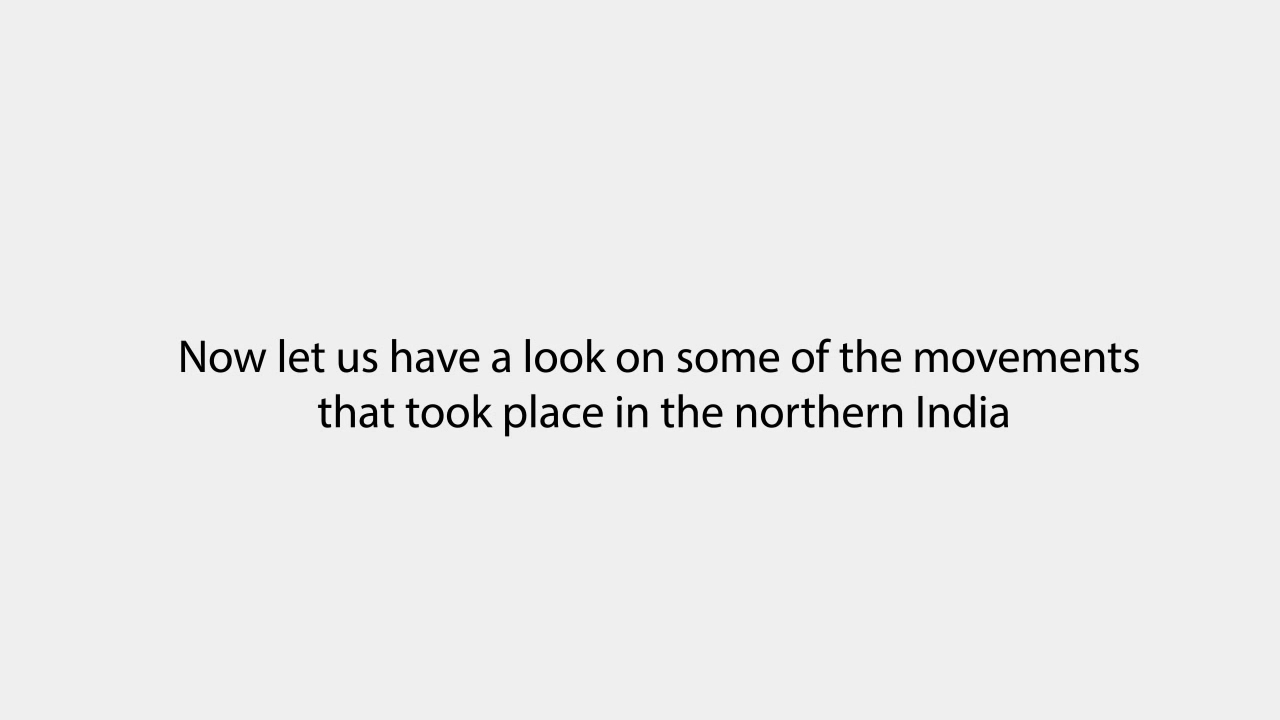 Now let us have a look on some of the movements
that took place in the northern India